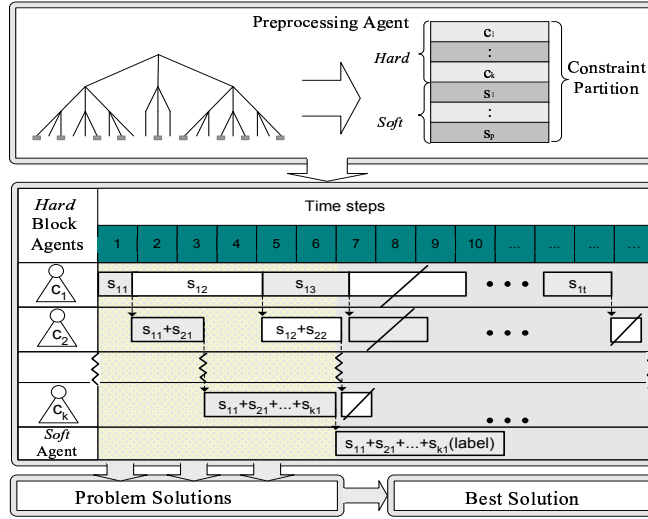 Preprocessing Agent
Hard
Soft
c1
:
ck
s1
:
sp
Constraint
Partition
Hard
Block
Agents
Time steps
1 2 3 4 5 6 7 8 9 10 ... ... ... ...
C1
s11 s12 s13 • • • s1t
C2
s11+s21 s12+s22 • • •
Ck
s11+s21+...+sk1 • • •
Soft
Agent
s11+s21+...+sk1(label)
Problem Solutions
Best Solution